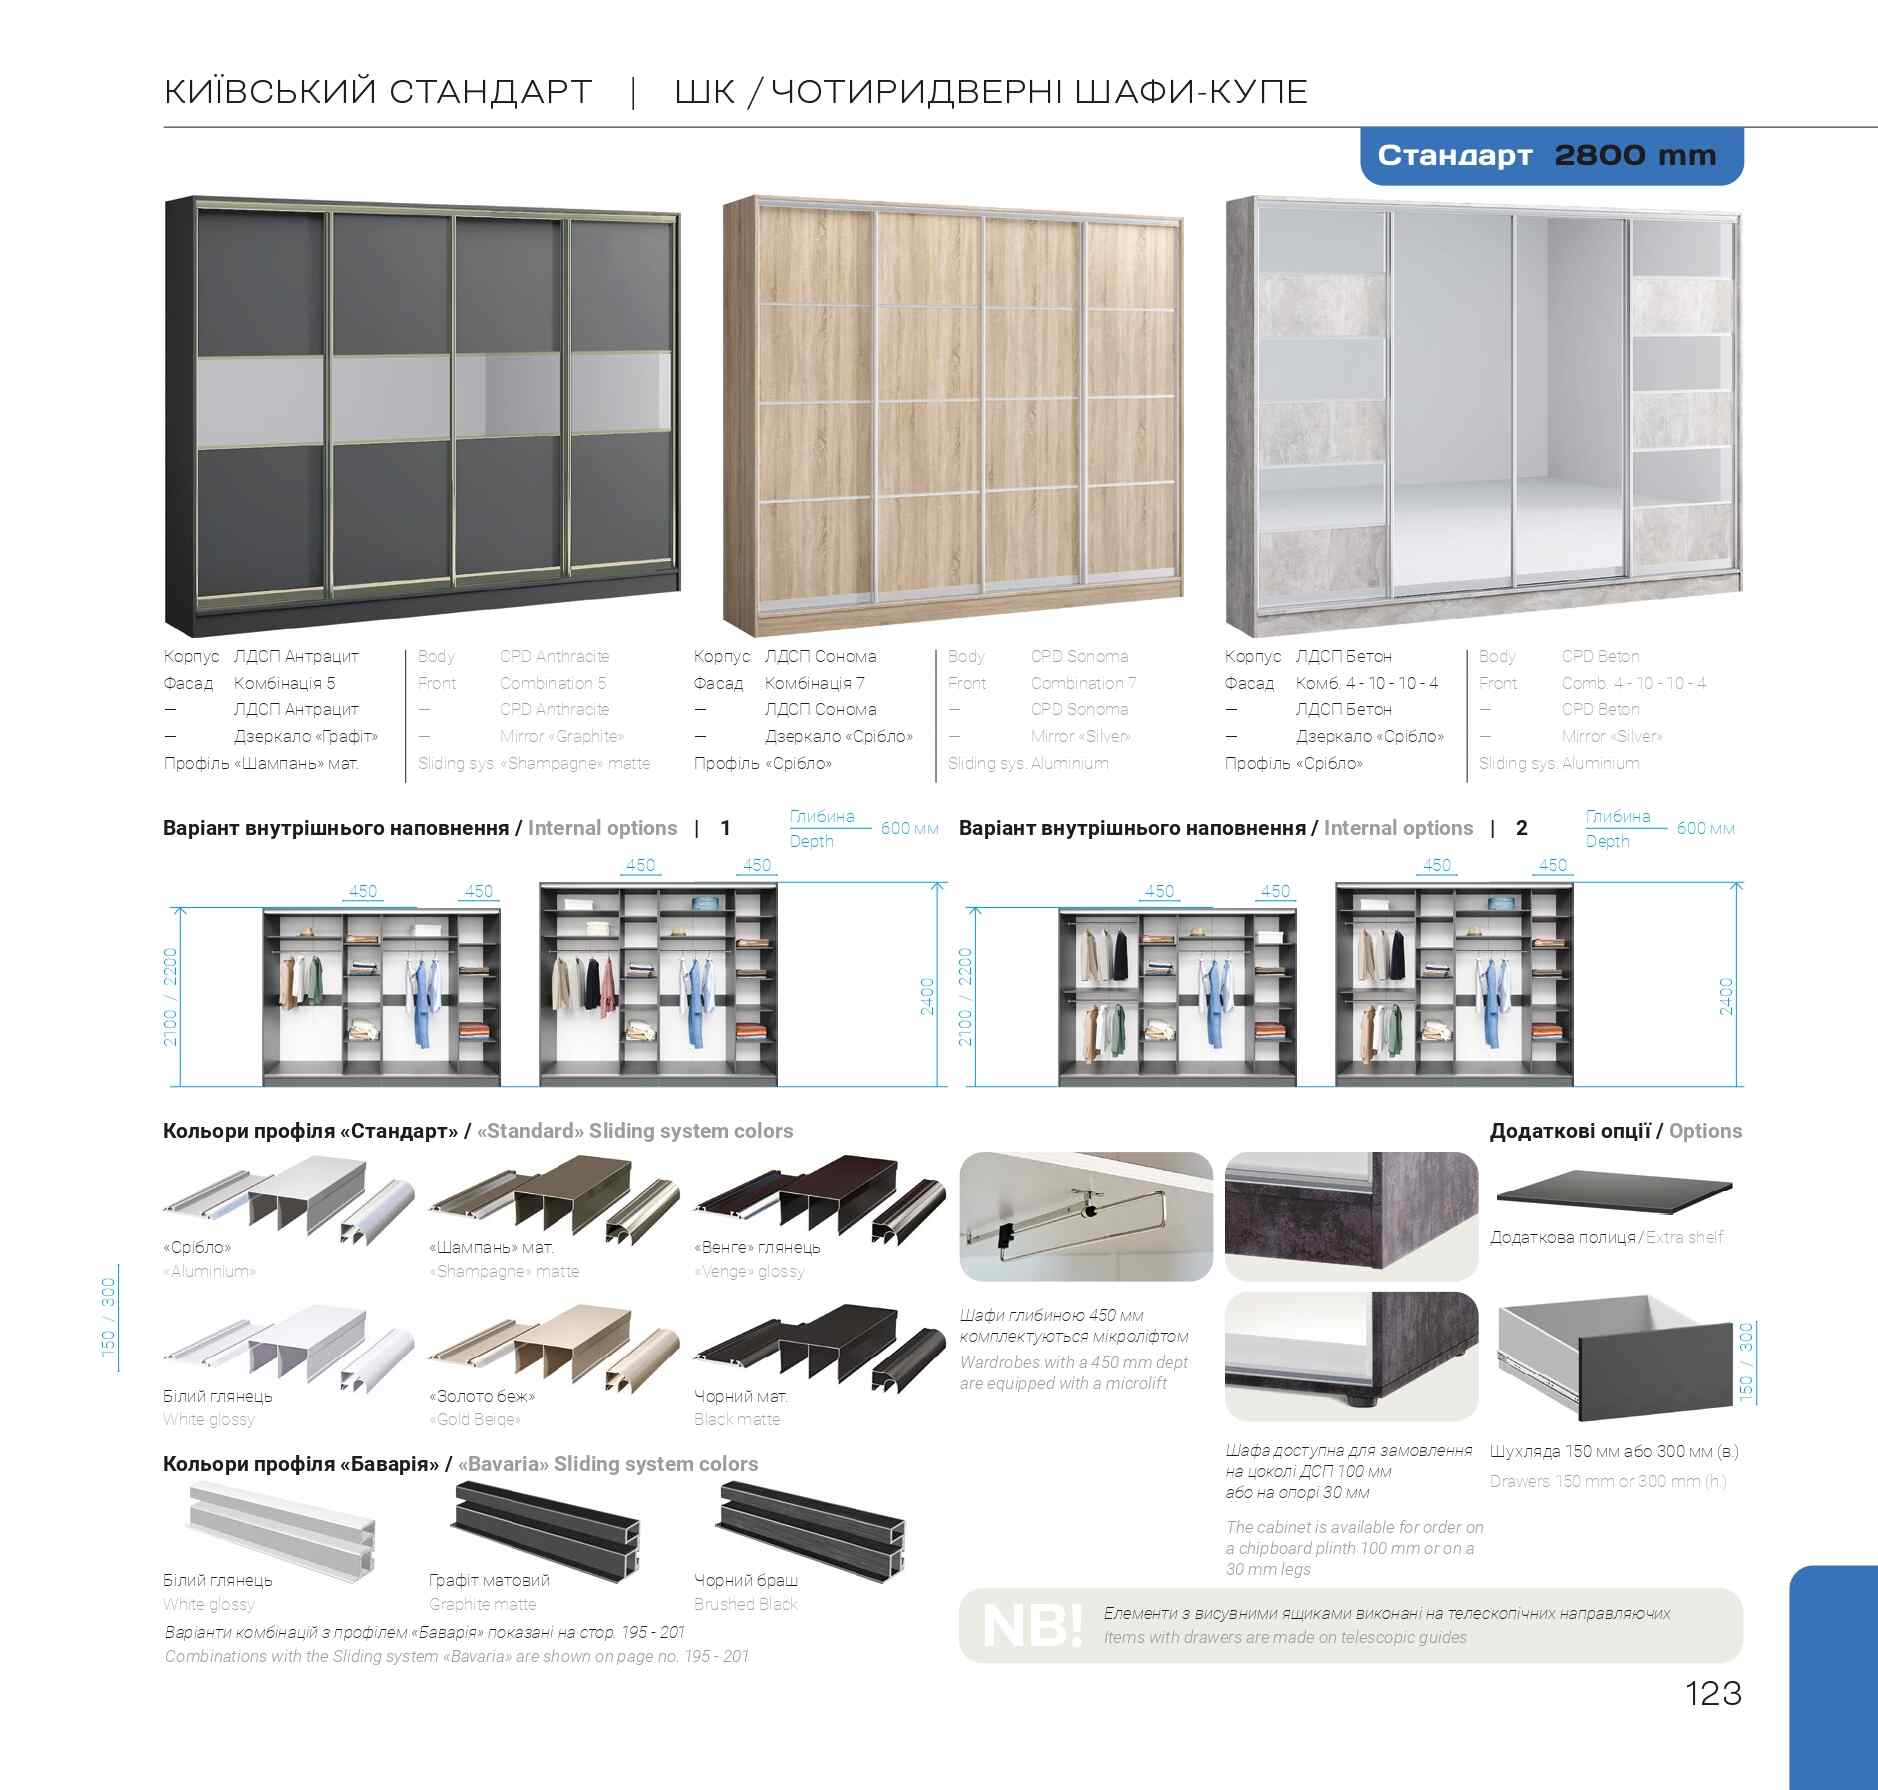 КИЇВСЬКИЙ СТАНДАРТ | ШК / ЧОТИРИДВЕРНІ ШАФИ-КУПЕ
Стандарт 2800 mm
Корпус ЛДСП Антрацит
Фасад Комбінація 5
— ЛДСП Антрацит
— Дзеркало «Графіт»
Профіль «Шампань» мат.
Body CPD Anthracite
Front Combination 5
— CPD Anthracite
— Mirror «Graphite»
Sliding sys. «Shampagne» matte
Корпус ЛДСП Сонома
Фасад Комбінація 7
— ЛДСП Сонома
— Дзеркало «Срібло»
Профіль «Срібло»
Body CPD Sonoma
Front Combination 7
— CPD Sonoma
— Mirror «Silver»
Sliding sys. Aluminium
Корпус ЛДСП Бетон
Фасад Комб. 4 - 10 - 10 - 4
— ЛДСП Бетон
— Дзеркало «Срібло»
Профіль «Срібло»
Body CPD Beton
Front Comb. 4 - 10 - 10 - 4
— CPD Beton
— Mirror «Silver»
Sliding sys. Aluminium
Варіант внутрішнього наповнення / Internal options | 1
Глибина
Depth
600 мм
450
450
450
450
2100 / 2200
2400
Варіант внутрішнього наповнення / Internal options | 2
Глибина
Depth
600 мм
450
450
450
450
2100 / 2200
2400
Кольори профіля «Стандарт» / «Standard» Sliding system colors
«Срібло»
«Aluminium»
«Шампань» мат.
«Shampagne» matte
«Венге» глянець
«Venge» glossy
150 / 300
Білий глянець
White glossy
«Золото беж»
«Gold Beige»
Чорний мат.
Black matte
Кольори профіля «Баварія» / «Bavaria» Sliding system colors
Білий глянець
White glossy
Графіт матовий
Graphite matte
Чорний браш
Brushed Black
Варіанти комбінацій з профілем «Баварія» показані на стор. 195 - 201
Combinations with the Sliding system «Bavaria» are shown on page no. 195 - 201
Шафи глибиною 450 мм
комплектуються мікроліфтом
Wardrobes with a 450 mm dept
are equipped with a microlift
Шафа доступна для замовлення
на цоколі ДСП 100 мм
або на опорі 30 мм
The cabinet is available for order on
a chipboard plinth 100 mm or on a
30 mm legs
Додаткові опції / Options
Додаткова полиця / Extra shelf
150 / 300
Шухляда 150 мм або 300 мм (в.)
Drawers 150 mm or 300 mm (h.)
NB!
Елементи з висувними ящиками виконані на телескопічних направляючих
Items with drawers are made on telescopic guides
123